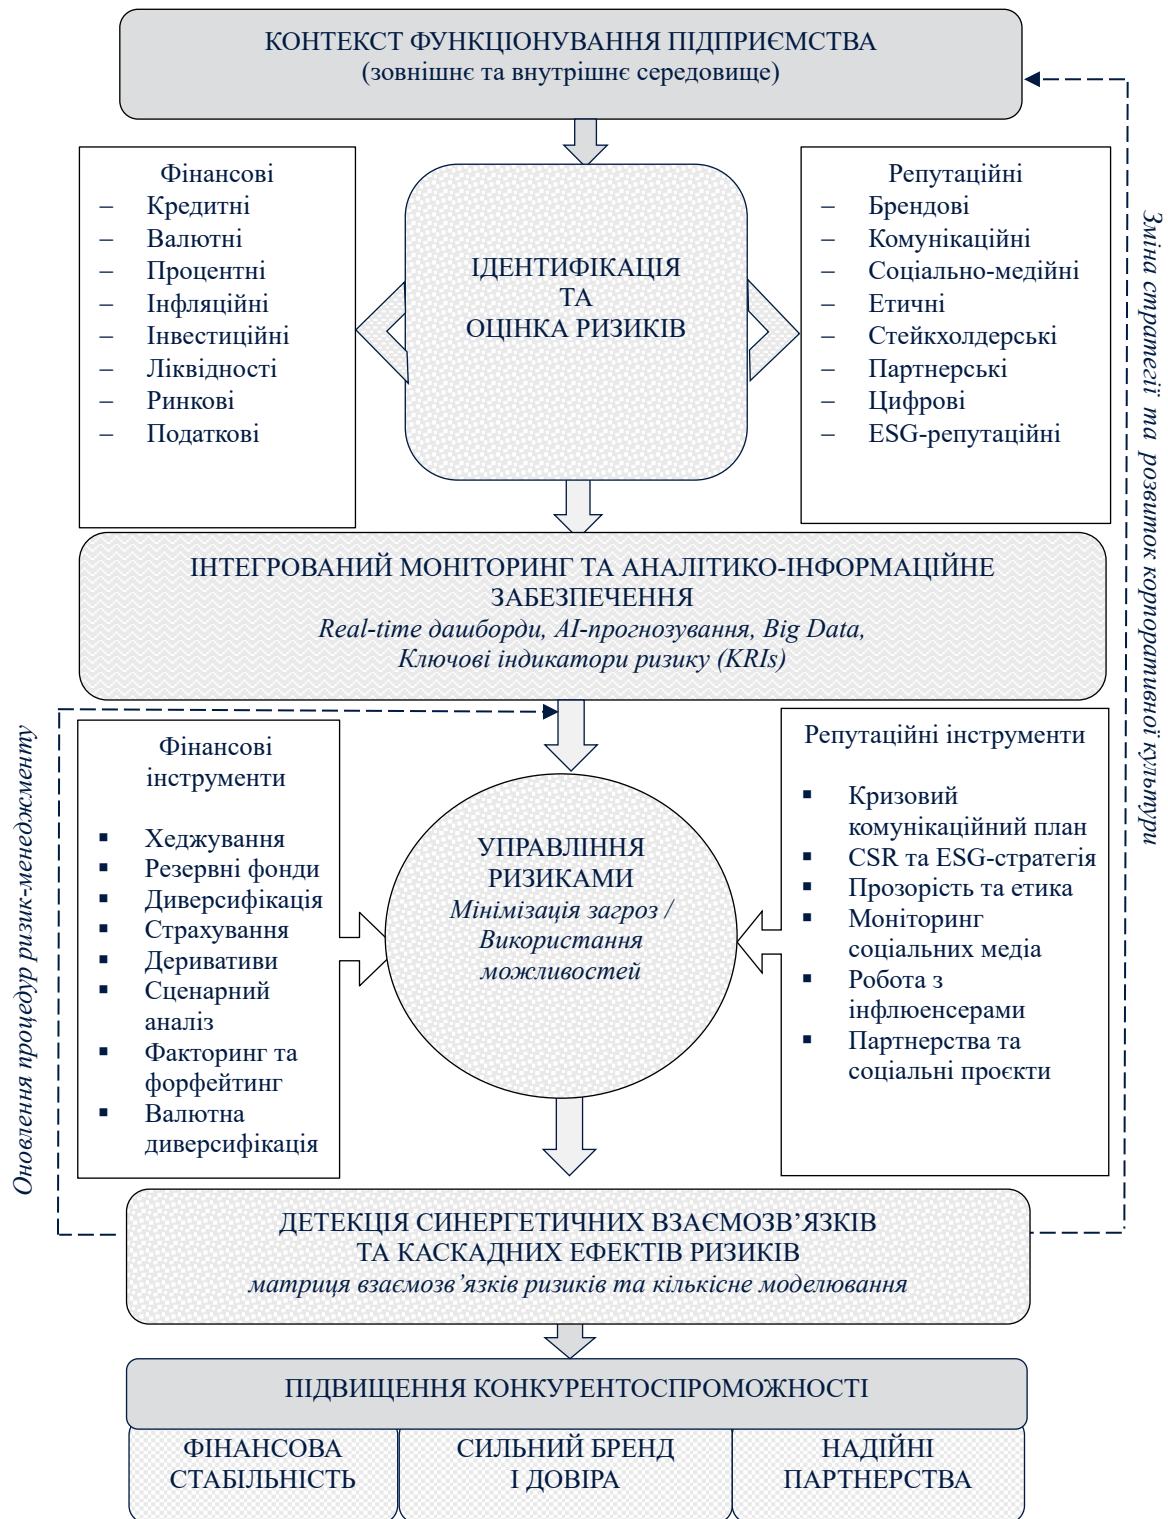 КОНТЕКСТ ФУНКЦІОНУВАННЯ ПІДПРИЄМСТВА
(зовнішнє та внутрішнє середовище)
Фінансові
– Кредитні
– Валютні
– Процентні
– Інфляційні
– Інвестиційні
– Ліквідності
– Ринкові
– Податкові
ІДЕНТИФІКАЦІЯ
ТА
ОЦІНКА РИЗИКІВ
Репутаційні
– Брендові
– Комунікаційні
– Соціально-медійні
– Етичні
– Стейкхолдерські
– Партнерські
– Цифрові
– ESG-репутаційні
Зміна стратегії та розвиток корпоративної культури
ІНТЕГРОВАНИЙ МОНІТОРИНГ ТА АНАЛІТИКО-ІНФОРМАЦІЙНЕ
ЗАБЕЗПЕЧЕННЯ
Real-time дашборди, AI-прогнозування, Big Data,
Ключові індикатори ризику (KRIs)
Оновлення процедур ризик-менеджменту
Фінансові
інструменти
▪ Хеджування
▪ Резервні фонди
▪ Диверсифікація
▪ Страхування
▪ Деривативи
▪ Сценарний
аналіз
▪ Факторинг та
форфейтинг
▪ Валютна
диверсифікація
УПРАВЛІННЯ
РИЗИКАМИ
Мінімізація загроз /
Використання
можливостей
Репутаційні інструменти
▪ Кризовий
комунікаційний план
▪ CSR та ESG-стратегія
▪ Прозорість та етика
▪ Моніторинг
соціальних медіа
▪ Робота з
інфлюенсерами
▪ Партнерства та
соціальні проєкти
ДЕТЕКЦІЯ СИНЕРГЕТИЧНИХ ВЗАЄМОЗВ’ЯЗКІВ
ТА КАСКАДНИХ ЕФЕКТІВ РИЗИКІВ
матриця взаємозв’язків ризиків та кількісне моделювання
ПІДВИЩЕННЯ КОНКУРЕНТОСПРОМОЖНОСТІ
ФІНАНСОВА
СТАБІЛЬНІСТЬ
СИЛЬНИЙ БРЕНД
І ДОВІРА
НАДІЙНІ
ПАРТНЕРСТВА